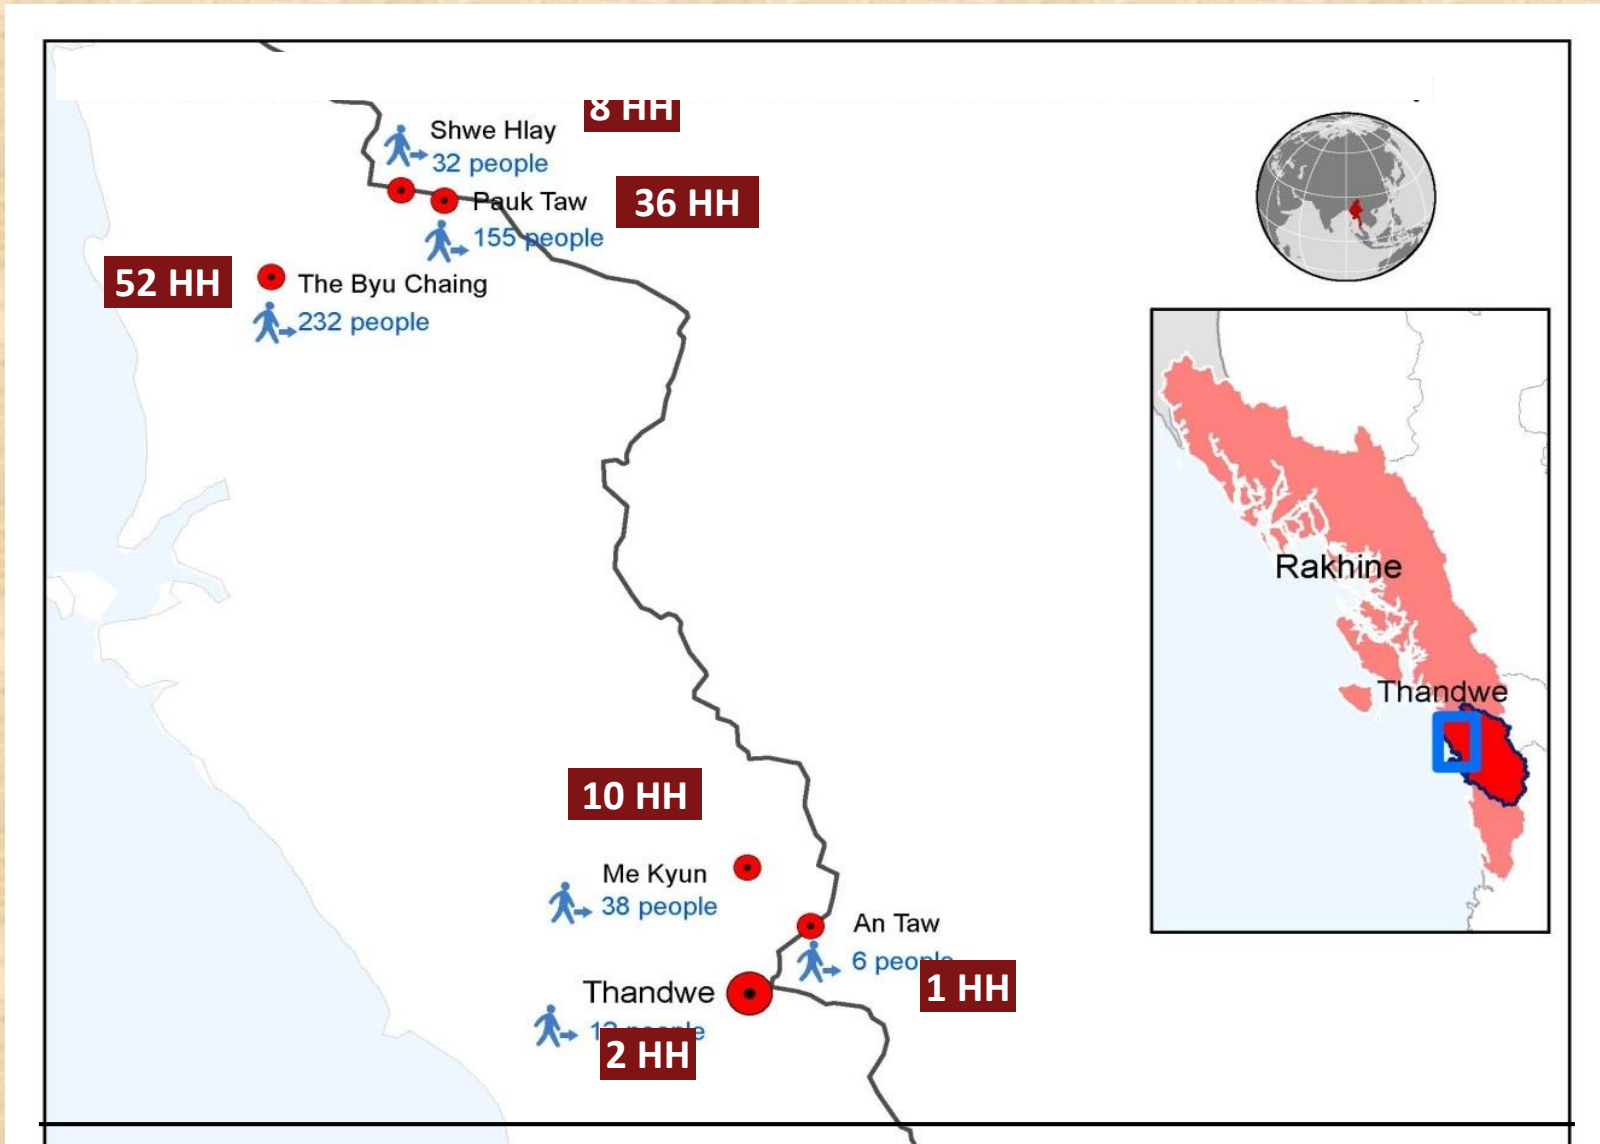 8 HH
Shwe Hlay
32 people
Pauk Taw
36 HH
155 people
52 HH
The Byu Chaing
232 people
Rakhine
Thandwe
10 HH
Me Kyun
38 people
An Taw
6 people
1 HH
Thandwe
people
2 HH